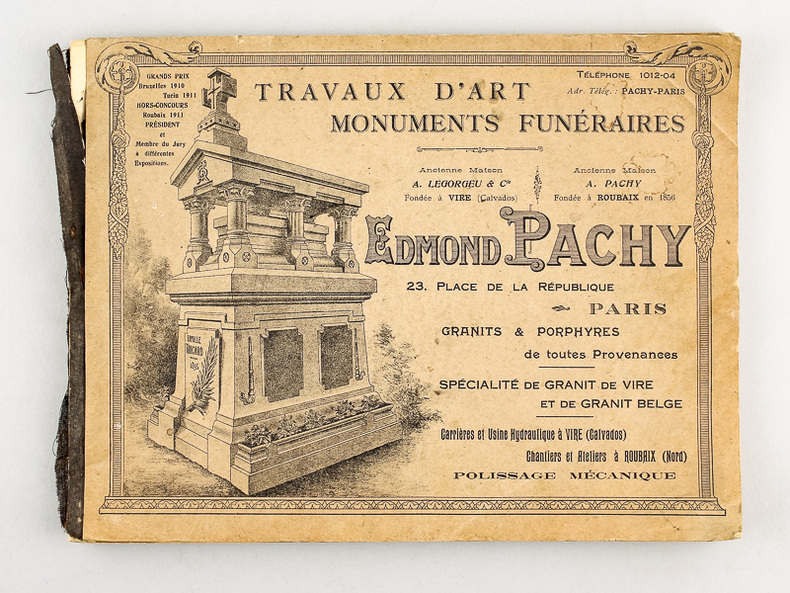 GRANDS PRIX
Bruxelles 1910
Turin 1911
HORS-CONCOURS
Roubaix 1911
PRÉSIDENT
et
Membre du Jury
à différentes
Expositions.
TÉLÉPHONE 1012-04
Adr. Télég. : PACHY-PARIS
TRAVAUX D'ART
MONUMENTS FUNÉRAIRES
Ancienne Maison
A. LEGORGEU & Cie
Fondée à VIRE (Calvados)
Ancienne Maison
A. PACHY
Fondée à ROUBAIX en 1856
EDMOND PACHY
23. PLACE DE LA RÉPUBLIQUE
PARIS
GRANITS & PORPHYRES
de toutes Provenances
SPÉCIALITÉ DE GRANIT DE VIRE
ET DE GRANIT BELGE
Carrières et Usine Hydraulique à VIRE (Calvados)
Chantiers et Ateliers à ROUBAIX (Nord)
POLISSAGE MÉCANIQUE
FAMILLE